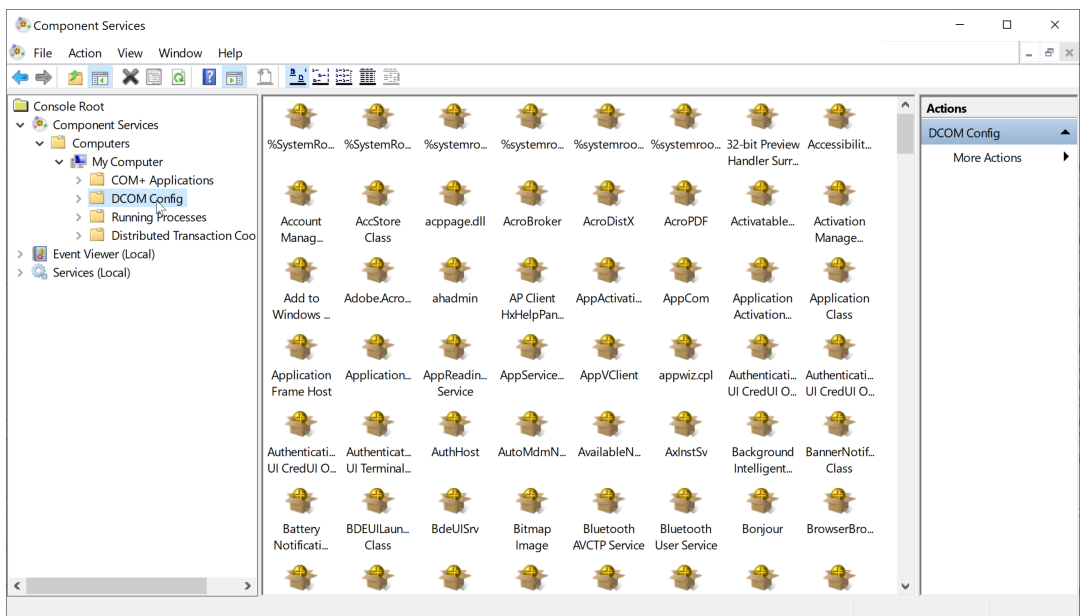 Component Services
File Action View Window Help
Console Root
Component Services
Computers
My Computer
COM+ Applications
DCOM Config
Running Processes
Distributed Transaction Coo
Event Viewer (Local)
Services (Local)
%SystemRo... %SystemRo... %systemro... %systemro... %systemroo... %systemroo... 32-bit Preview Accessibilit...
Handler Surr...
Account AccStore acppage.dll AcroBroker AcroDistX AcroPDF Activatable... Activation
Manag... Class Manage...
Add to Adobe.Acro... ahadmin AP Client AppActivati... AppCom Application Application
Windows ... HxHelpPan... Activation... Class
Application Application... AppReadin... AppService... AppVClient appwiz.cpl Authenticati... Authenticati...
Frame Host Service UI CredUI O... UI CredUI O...
Authenticati... Authenticat... AuthHost AutoMdmN... AvailableN... AxInstSv Background BannerNotif...
UI CredUI O... UI Terminal... Intelligent... Class
Battery BDEUILaun... BdeUISrv Bitmap Bluetooth Bluetooth Bonjour BrowserBro...
Notificati... Class Image AVCTP Service User Service
Actions
DCOM Config
More Actions